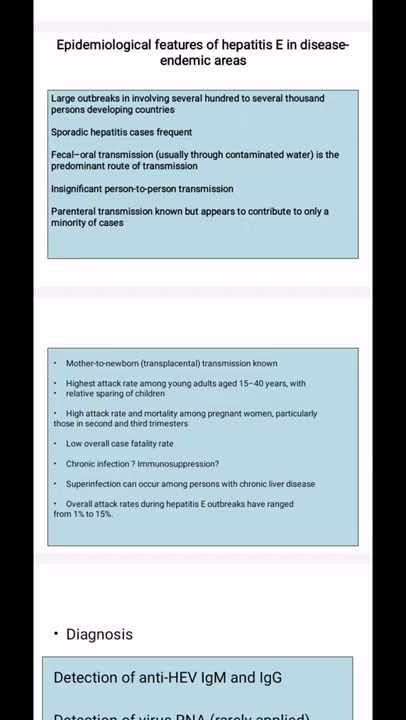 Epidemiological features of hepatitis E in disease-
endemic areas
Large outbreaks in involving several hundred to several thousand
persons developing countries
Sporadic hepatitis cases frequent
Fecal–oral transmission (usually through contaminated water) is the
predominant route of transmission
Insignificant person-to-person transmission
Parenteral transmission known but appears to contribute to only a
minority of cases
• Mother-to-newborn (transplacental) transmission known
• Highest attack rate among young adults aged 15–40 years, with
• relative sparing of children
• High attack rate and mortality among pregnant women, particularly
those in second and third trimesters
• Low overall case fatality rate
• Chronic infection ? Immunosuppression?
• Superinfection can occur among persons with chronic liver disease
• Overall attack rates during hepatitis E outbreaks have ranged
from 1% to 15%.
• Diagnosis
Detection of anti-HEV IgM and IgG
Detection of virus RNA (rarely applied)